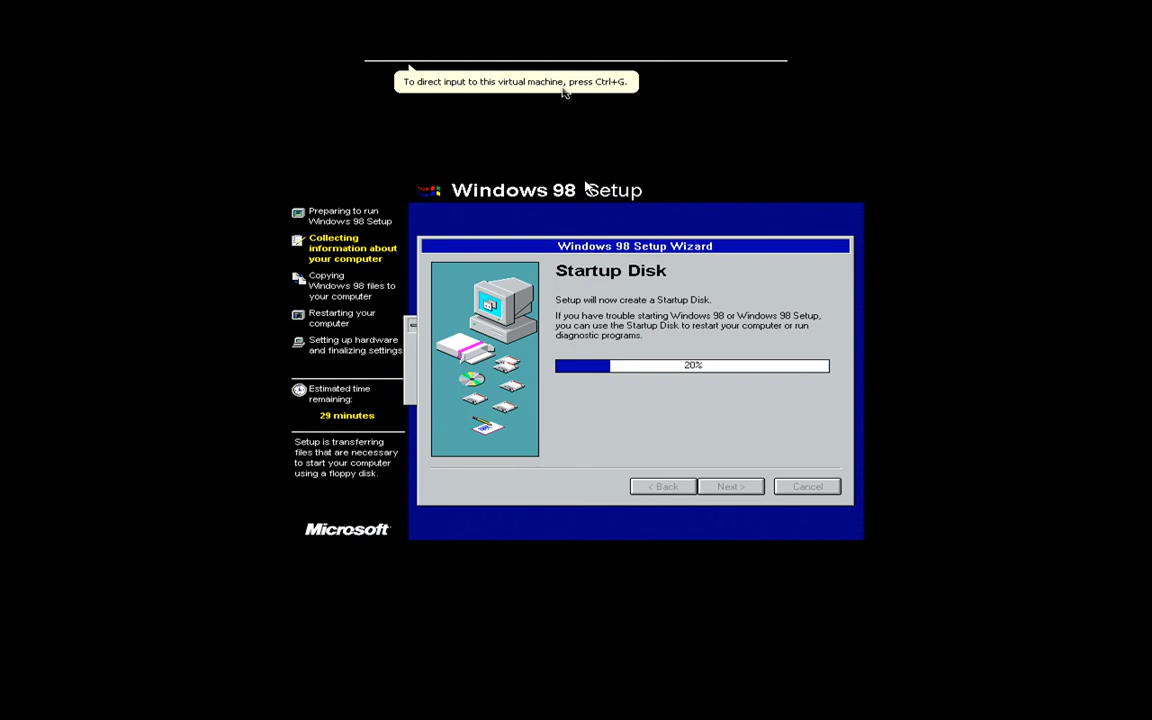 To direct input to this virtual machine, press Ctrl+G.
Windows 98 Setup
Preparing to run
Windows 98 Setup
Collecting
information about
your computer
Copying
Windows 98 files to
your computer
Restarting your
computer
Setting up hardware
and finalizing settings
Estimated time
remaining:
29 minutes
Setup is transferring
files that are necessary
to start your computer
using a floppy disk.
Microsoft
Windows 98 Setup Wizard
Startup Disk
Setup will now create a Startup Disk.
If you have trouble starting Windows 98 or Windows 98 Setup,
you can use the Startup Disk to restart your computer or run
diagnostic programs.
20%
< Back
Next >
Cancel